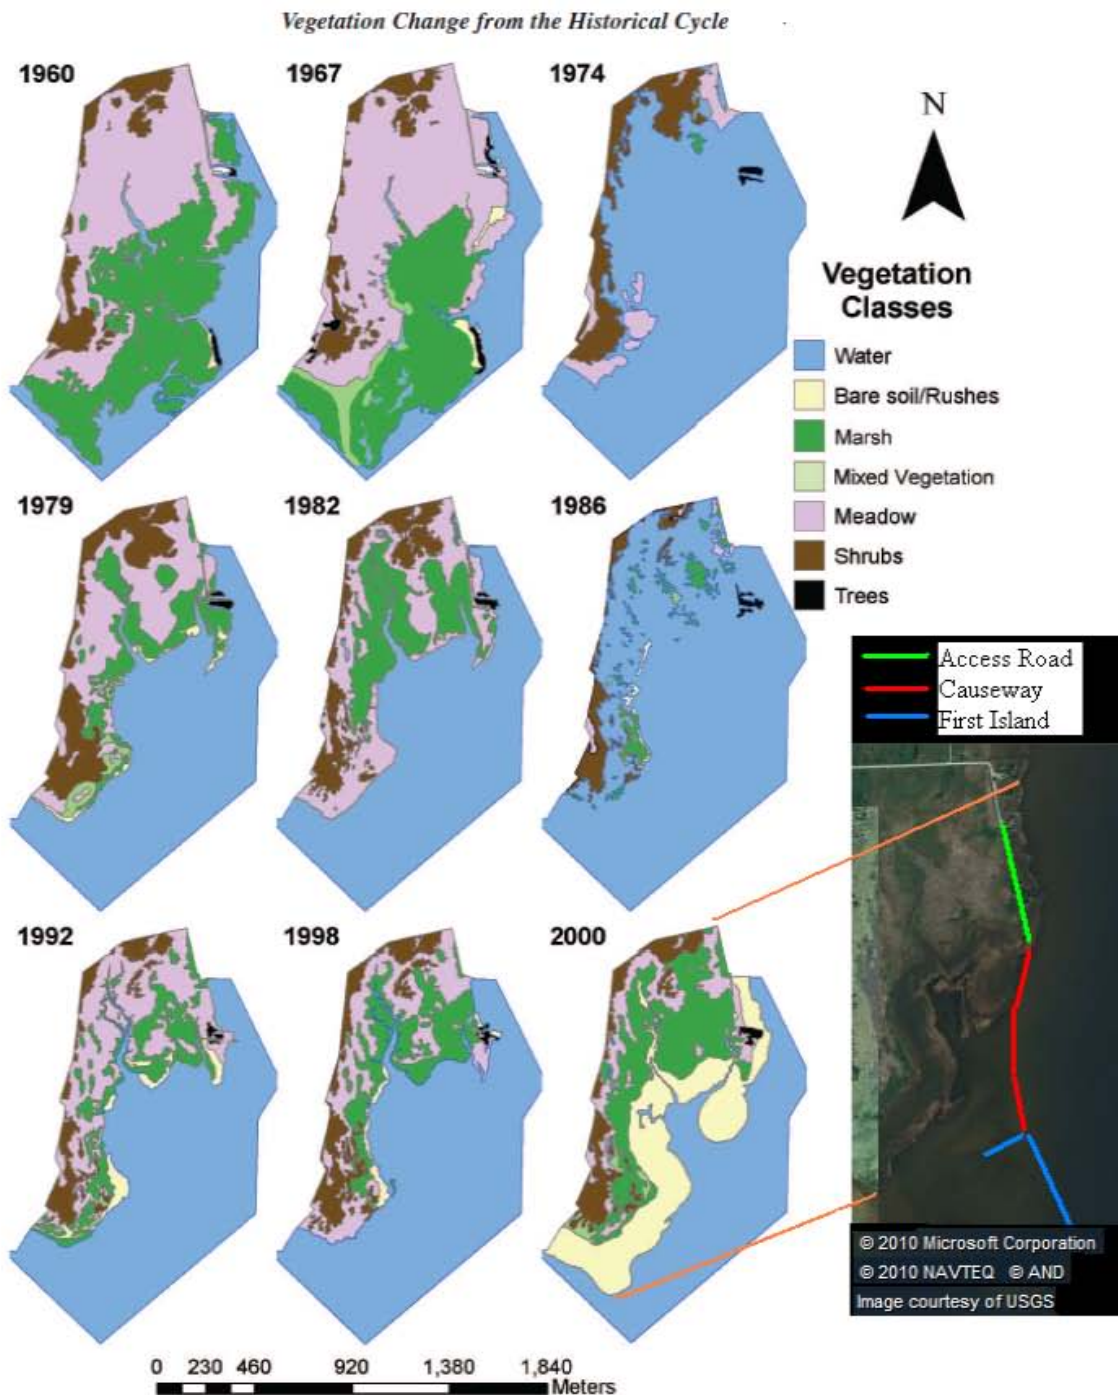 Vegetation Change from the Historical Cycle
1960
1967
1974
N
Vegetation
Classes
Water
Bare soil/Rushes
Marsh
Mixed Vegetation
Meadow
Shrubs
Trees
1979
1982
1986
Access Road
Causeway
First Island
1992
1998
2000
© 2010 Microsoft Corporation
© 2010 NAVTEQ © AND
Image courtesy of USGS
0 230 460 920 1,380 1,840
Meters